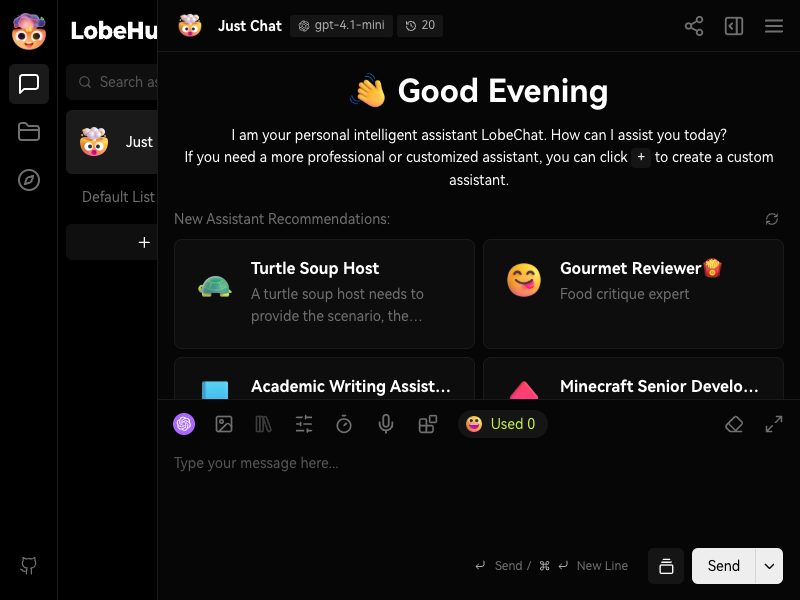 LobeHu
Search as
Just
Default List
+
Just Chat
gpt-4.1-mini
20
Good Evening
I am your personal intelligent assistant LobeChat. How can I assist you today?
If you need a more professional or customized assistant, you can click + to create a custom
assistant.
New Assistant Recommendations:
Turtle Soup Host
A turtle soup host needs to
provide the scenario, the…
Gourmet Reviewer
Food critique expert
Academic Writing Assist…
Minecraft Senior Develo…
Used 0
Type your message here...
Send / ⌘ New Line
Send